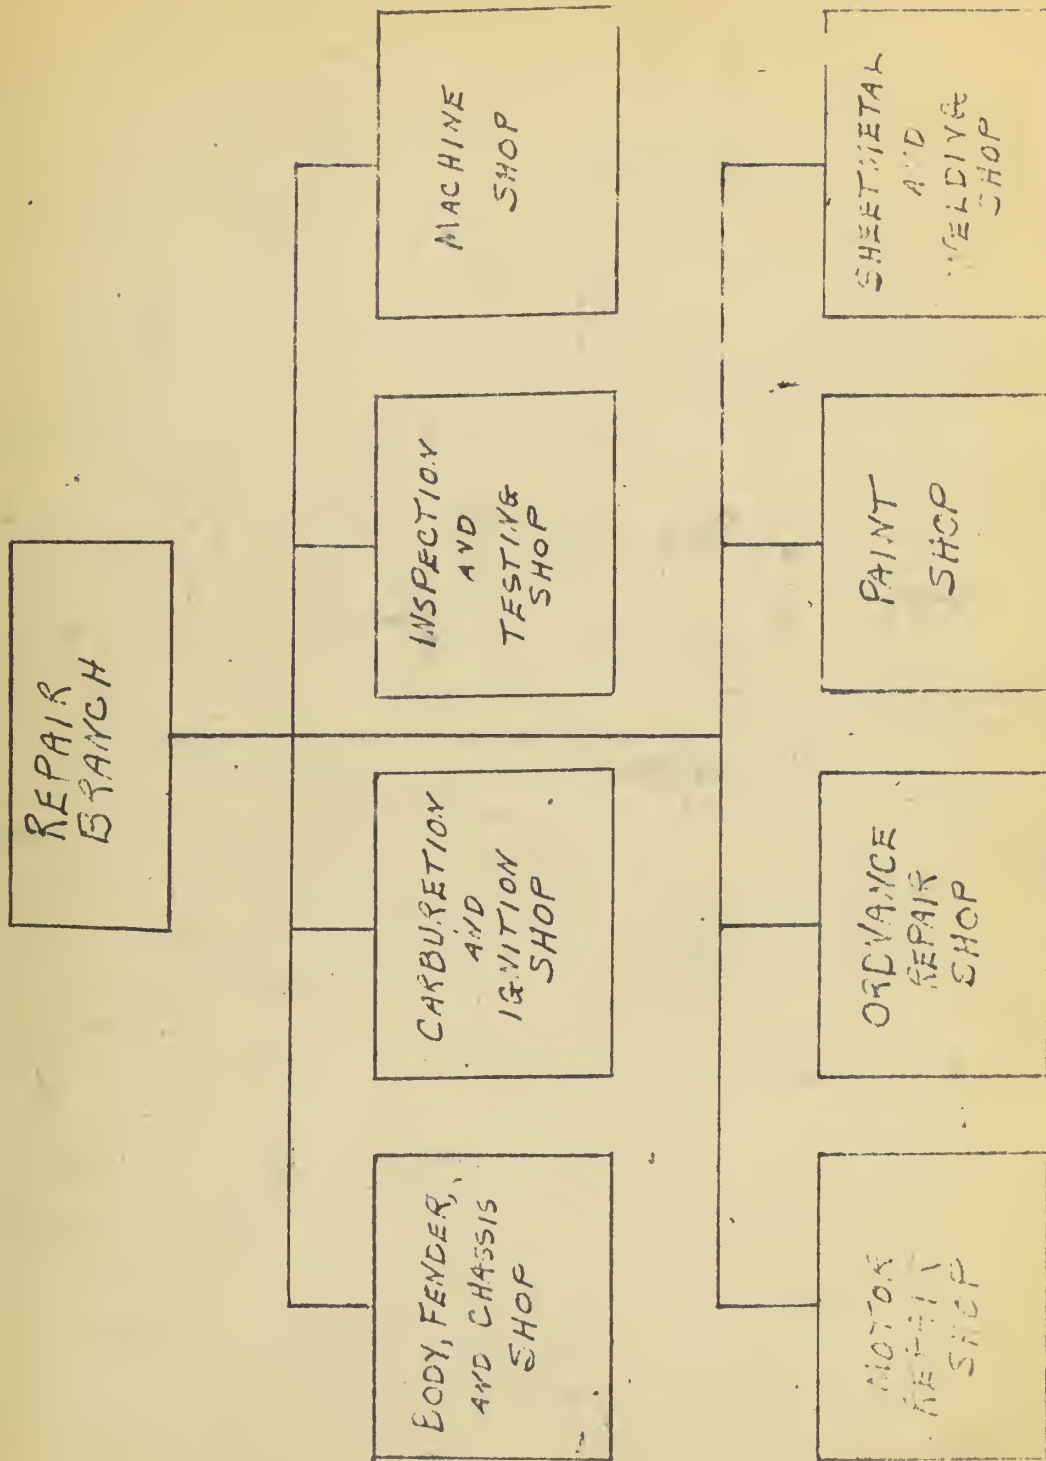 REPAIR
BRANCH
BODY, FENDER,
AND CHASSIS
SHOP
CARBURETION
AND
IGNITION
SHOP
INSPECTION
AND
TESTING
SHOP
MACHINE
SHOP
MOTOR
REPAIR
SHOP
ORDNANCE
REPAIR
SHOP
PAINT
SHOP
SHEETMETAL
AND
WELDING
SHOP